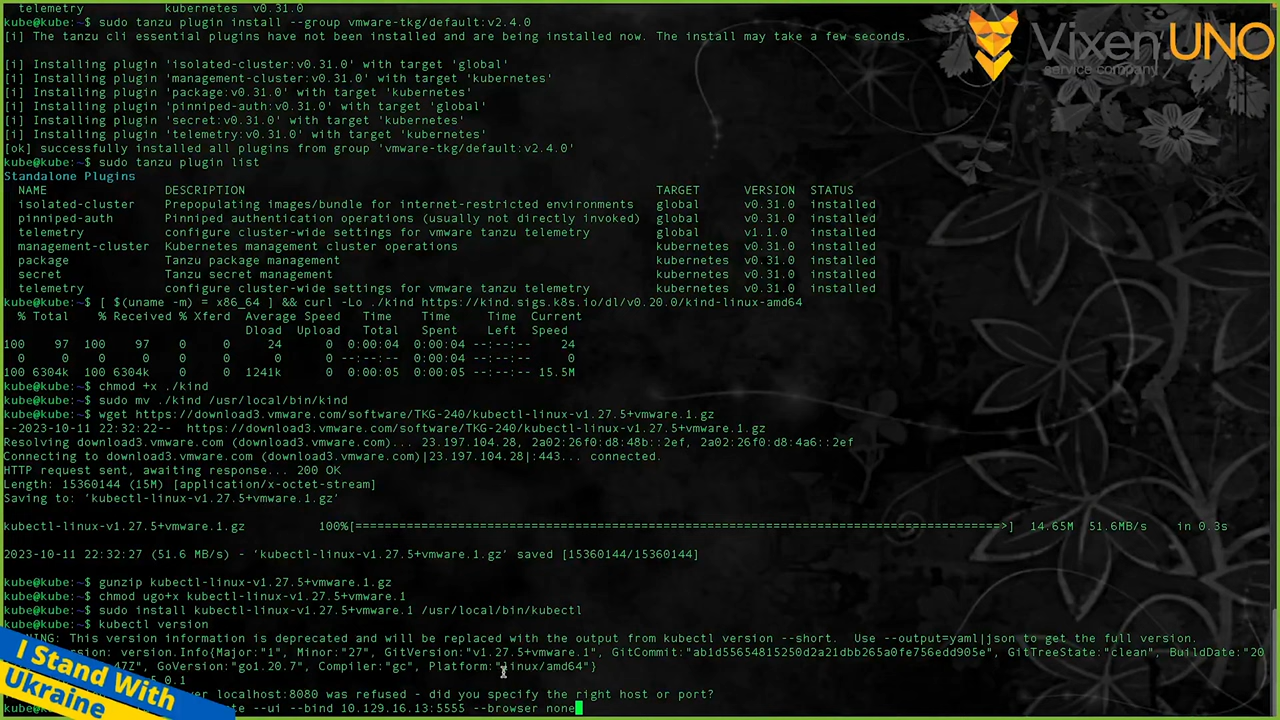 telemetry kubernetes v0.31.0
kube@kube:~$ sudo tanzu plugin install --group vmware-tkg/default:v2.4.0
[i] The tanzu cli essential plugins have not been installed and are being installed now. The install may take a few seconds.
[i] Installing plugin 'isolated-cluster:v0.31.0' with target 'global'
[i] Installing plugin 'management-cluster:v0.31.0' with target 'kubernetes'
[i] Installing plugin 'package:v0.31.0' with target 'kubernetes'
[i] Installing plugin 'pinniped-auth:v0.31.0' with target 'global'
[i] Installing plugin 'secret:v0.31.0' with target 'kubernetes'
[i] Installing plugin 'telemetry:v0.31.0' with target 'kubernetes'
[ok] successfully installed all plugins from group 'vmware-tkg/default:v2.4.0'
kube@kube:~$ sudo tanzu plugin list
Standalone Plugins
NAME DESCRIPTION TARGET VERSION STATUS
isolated-cluster Prepopulating images/bundle for internet-restricted environments global v0.31.0 installed
pinniped-auth Pinniped authentication operations (usually not directly invoked) global v0.31.0 installed
telemetry configure cluster-wide settings for vmware tanzu telemetry global v1.1.0 installed
management-cluster Kubernetes management cluster operations kubernetes v0.31.0 installed
package Tanzu package management kubernetes v0.31.0 installed
secret Tanzu secret management kubernetes v0.31.0 installed
telemetry configure cluster-wide settings for vmware tanzu telemetry kubernetes v0.31.0 installed
kube@kube:~$ [ $(uname -m) = x86_64 ] && curl -Lo ./kind https://kind.sigs.k8s.io/dl/v0.20.0/kind-linux-amd64
% Total % Received % Xferd Average Speed Time Time Time Current
Dload Upload Total Spent Left Speed
100 97 100 97 0 0 24 0 0:00:04 0:00:04 --:--:-- 24
0 0 0 0 0 0 0 0 --:--:-- 0:00:04 --:--:-- 0
100 6304k 100 6304k 0 0 1241k 0 0:00:05 0:00:05 --:--:-- 15.5M
kube@kube:~$ chmod +x ./kind
kube@kube:~$ sudo mv ./kind /usr/local/bin/kind
kube@kube:~$ wget https://download3.vmware.com/software/TKG-240/kubectl-linux-v1.27.5+vmware.1.gz
--2023-10-11 22:32:22-- https://download3.vmware.com/software/TKG-240/kubectl-linux-v1.27.5+vmware.1.gz
Resolving download3.vmware.com (download3.vmware.com)... 23.197.104.28, 2a02:26f0:d8:48b::2ef, 2a02:26f0:d8:4a6::2ef
Connecting to download3.vmware.com (download3.vmware.com)|23.197.104.28|:443... connected.
HTTP request sent, awaiting response... 200 OK
Length: 15360144 (15M) [application/x-octet-stream]
Saving to: 'kubectl-linux-v1.27.5+vmware.1.gz'
kubectl-linux-v1.27.5+vmware.1.gz 100%[===================================================================================>] 14.65M 51.6MB/s in 0.3s
2023-10-11 22:32:27 (51.6 MB/s) - 'kubectl-linux-v1.27.5+vmware.1.gz' saved [15360144/15360144]
kube@kube:~$ gunzip kubectl-linux-v1.27.5+vmware.1.gz
kube@kube:~$ chmod ugo+x kubectl-linux-v1.27.5+vmware.1
kube@kube:~$ sudo install kubectl-linux-v1.27.5+vmware.1 /usr/local/bin/kubectl
kube@kube:~$ kubectl version
NING: This version information is deprecated and will be replaced with the output from kubectl version --short. Use --output=yaml|json to get the full version.
ersion: version.Info{Major:"1", Minor:"27", GitVersion:"v1.27.5+vmware.1", GitCommit:"ab1d55654815250d2a21dbb265a0fe756edd905e", GitTreeState:"clean", BuildDate:"20
47Z", GoVersion:"go1.20.7", Compiler:"gc", Platform:"linux/amd64"}
5.0.1
ver localhost:8080 was refused - did you specify the right host or port?
te --ui --bind 10.129.16.13:5555 --browser none
VixenUNO
service company
I Stand With
Ukraine